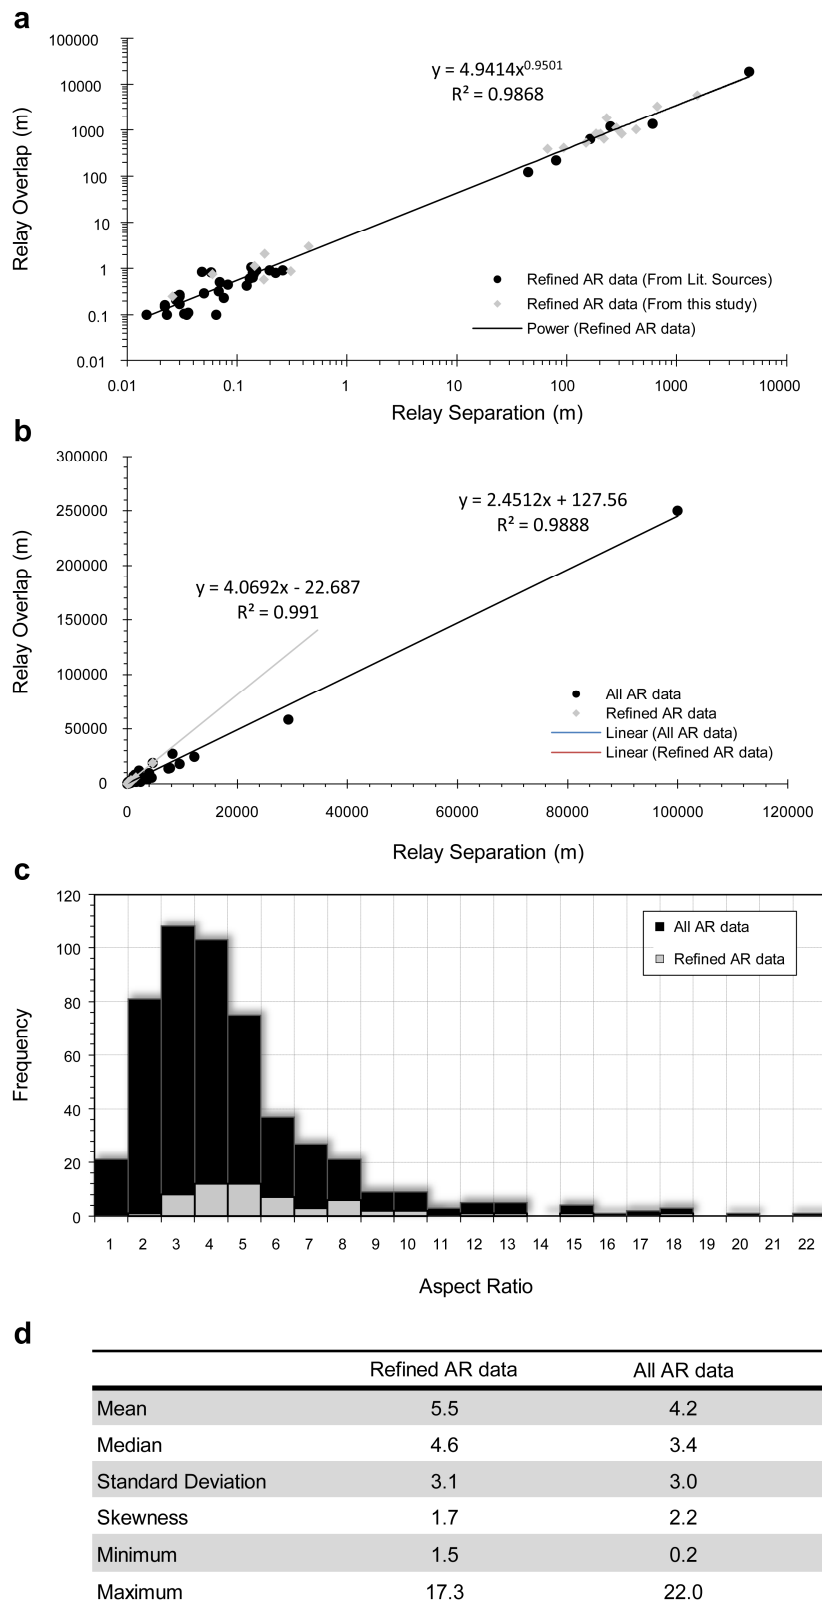 a
100000
10000
1000
100
10
1
0.1
0.01
Relay Overlap (m)
y = 4.9414x^0.9501
R² = 0.9868
Refined AR data (From Lit. Sources)
Refined AR data (From this study)
Power (Refined AR data)
0.01 0.1 1 10 100 1000 10000
Relay Separation (m)
b
300000
250000
200000
150000
100000
50000
0
Relay Overlap (m)
y = 2.4512x + 127.56
R² = 0.9888
y = 4.0692x - 22.687
R² = 0.991
All AR data
Refined AR data
Linear (All AR data)
Linear (Refined AR data)
0 20000 40000 60000 80000 100000 120000
Relay Separation (m)
c
120
100
80
60
40
20
0
Frequency
All AR data
Refined AR data
1 2 3 4 5 6 7 8 9 10 11 12 13 14 15 16 17 18 19 20 21 22
Aspect Ratio
d
Refined AR data All AR data
Mean 5.5 4.2
Median 4.6 3.4
Standard Deviation 3.1 3.0
Skewness 1.7 2.2
Minimum 1.5 0.2
Maximum 17.3 22.0